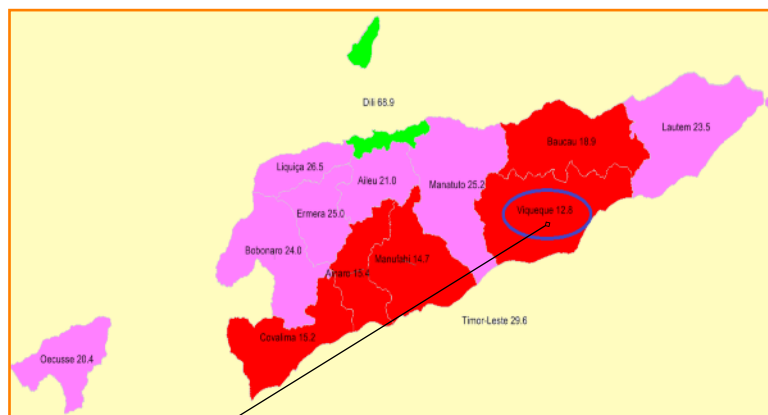 Dili 68.9
Lautem 23.5
Baucau 18.9
Liquiça 26.5
Aileu 21.0
Manatuto 25.2
Ermera 25.0
Viqueque 12.8
Bobonaro 24.0
Manufahi 14.7
Ainaro 15.4
Timor-Leste 29.6
Covalima 15.2
Oecusse 20.4